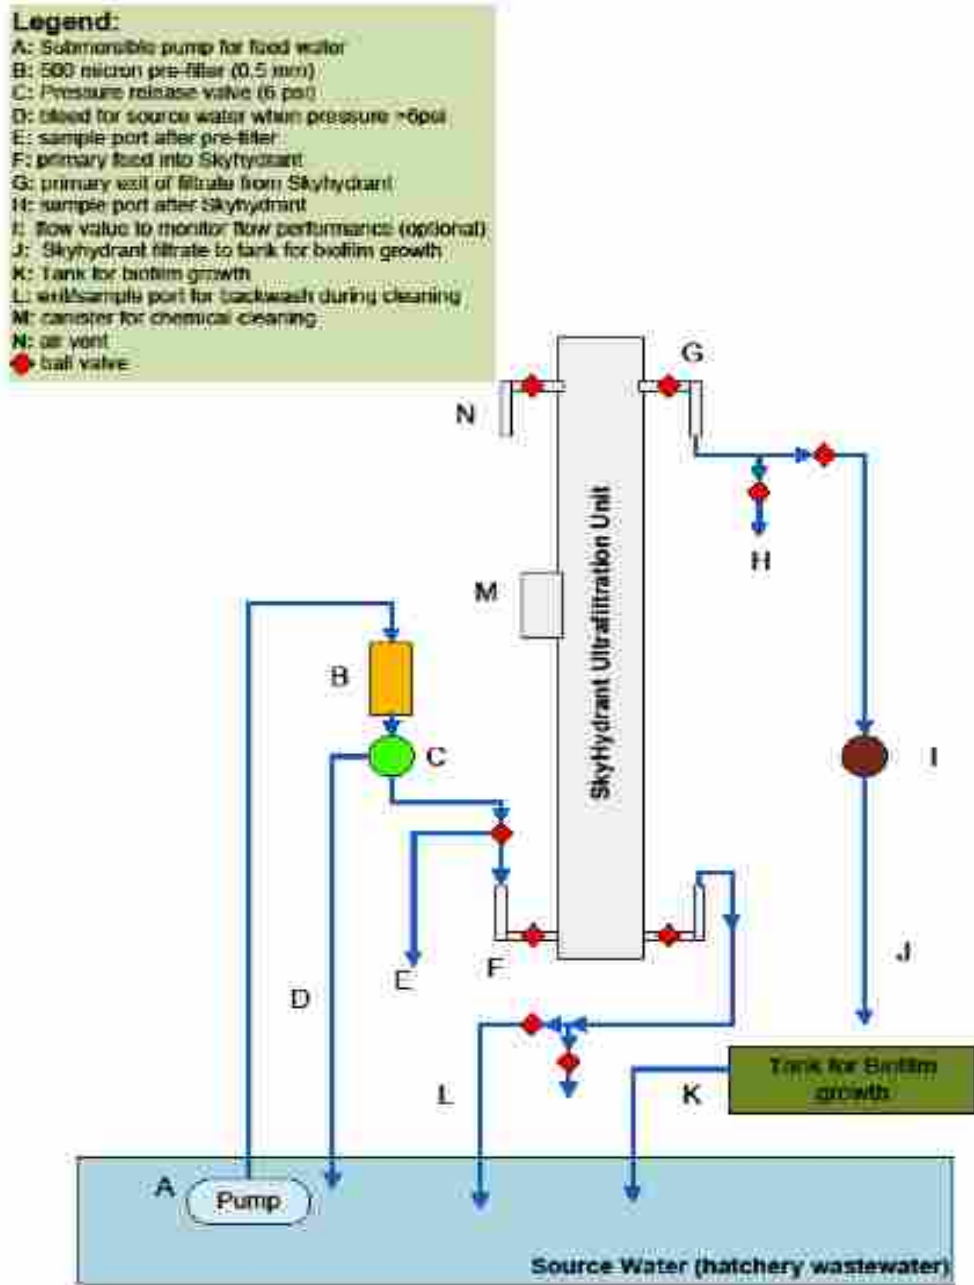 Legend:
A: Submersible pump for feed water
B: 500 micron pre-filter (0.5 mm)
C: Pressure release valve (6 psi)
D: bleed for source water when pressure >6psi
E: sample port after pre-filter
F: primary feed into Skyhydrant
G: primary exit of filtrate from Skyhydrant
H: sample port after Skyhydrant
I: flow value to monitor flow performance (optional)
J: Skyhydrant filtrate to tank for biofilm growth
K: Tank for biofilm growth
L: exit/sample port for backwash during cleaning
M: canister for chemical cleaning
N: air vent
ball valve
G
N
H
M
SkyHydrant Ultrafiltration Unit
B
C
I
E
F
J
D
L
K
Tank for Biofilm
growth
A
Pump
Source Water (hatchery wastewater)